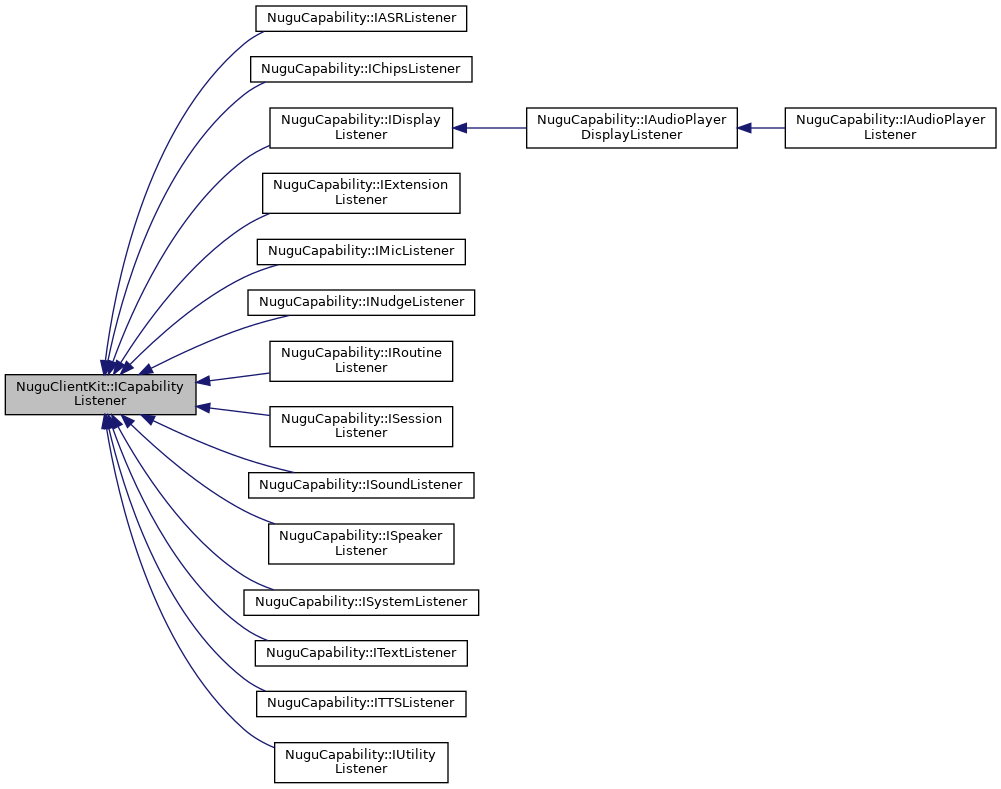 NuguCapability::IASRListener
NuguCapability::IChipsListener
NuguCapability::IDisplay
Listener
NuguCapability::IAudioPlayer
DisplayListener
NuguCapability::IAudioPlayer
Listener
NuguCapability::IExtension
Listener
NuguCapability::IMicListener
NuguCapability::INudgeListener
NuguCapability::IRoutine
Listener
NuguClientKit::ICapability
Listener
NuguCapability::ISession
Listener
NuguCapability::ISoundListener
NuguCapability::ISpeaker
Listener
NuguCapability::ISystemListener
NuguCapability::ITextListener
NuguCapability::ITTSListener
NuguCapability::IUtility
Listener